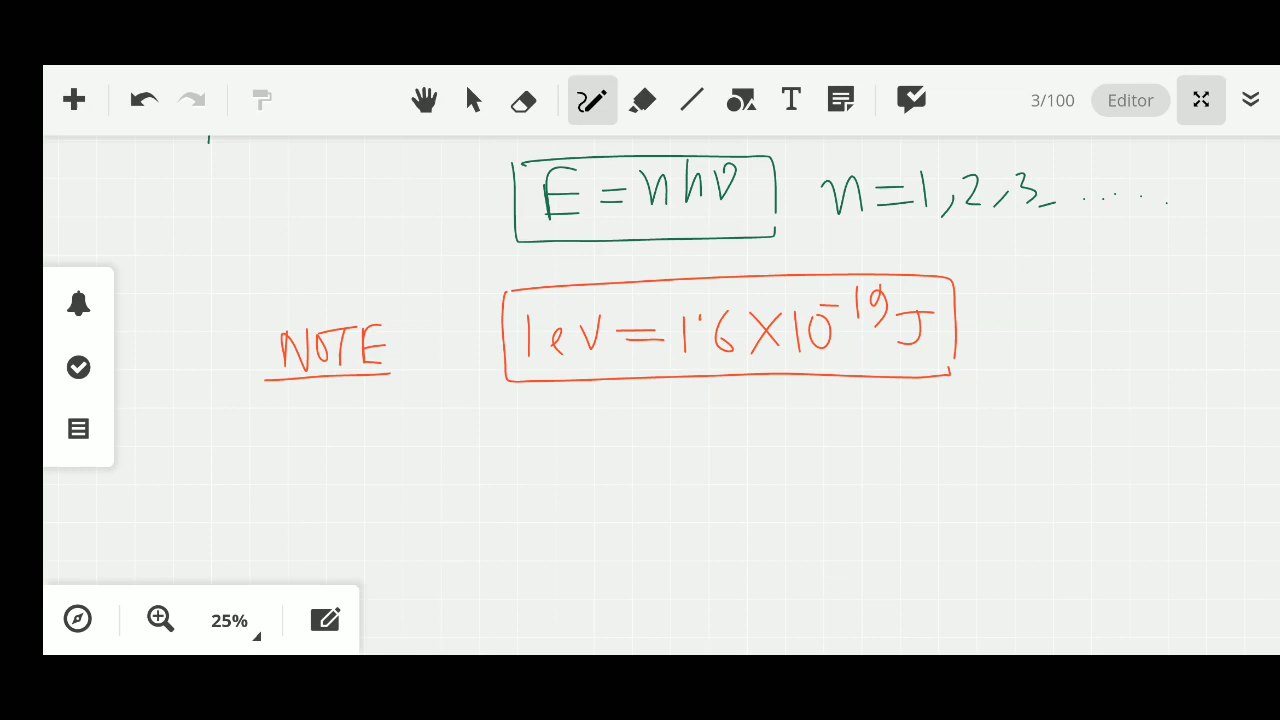 3/100 Editor
E = nhν n = 1, 2, 3 .....
NOTE 1 eV = 1.6 × 10⁻¹⁹ J
25%